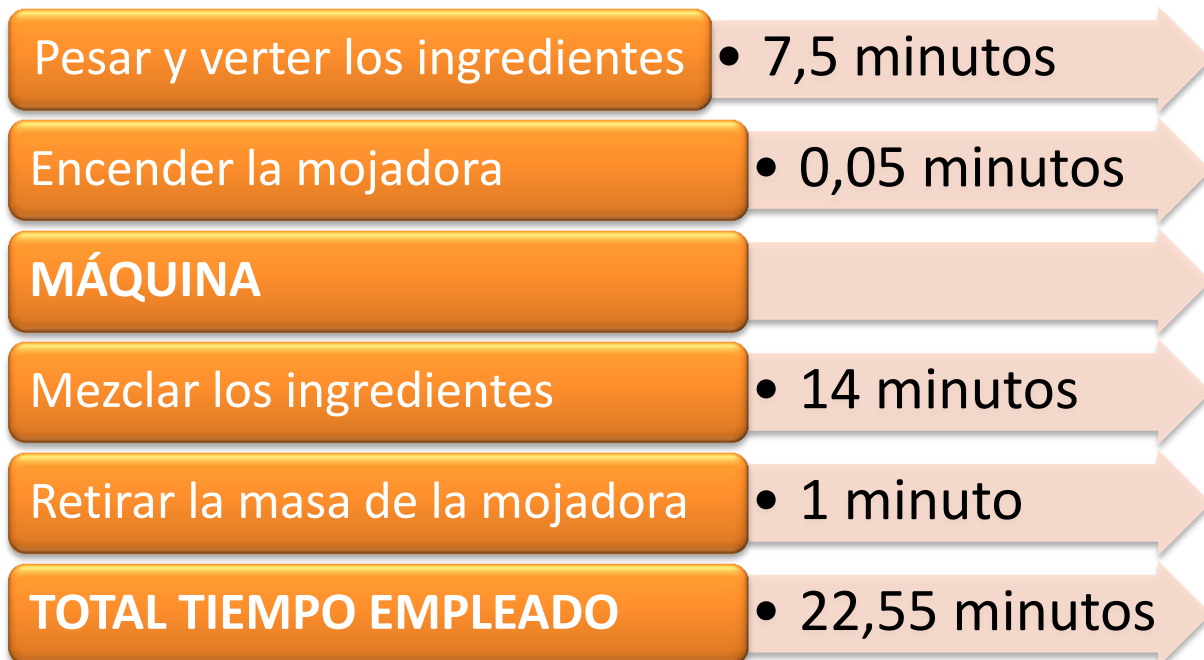 Pesar y verter los ingredientes • 7,5 minutos
Encender la mojadora • 0,05 minutos
MÁQUINA
Mezclar los ingredientes • 14 minutos
Retirar la masa de la mojadora • 1 minuto
TOTAL TIEMPO EMPLEADO • 22,55 minutos